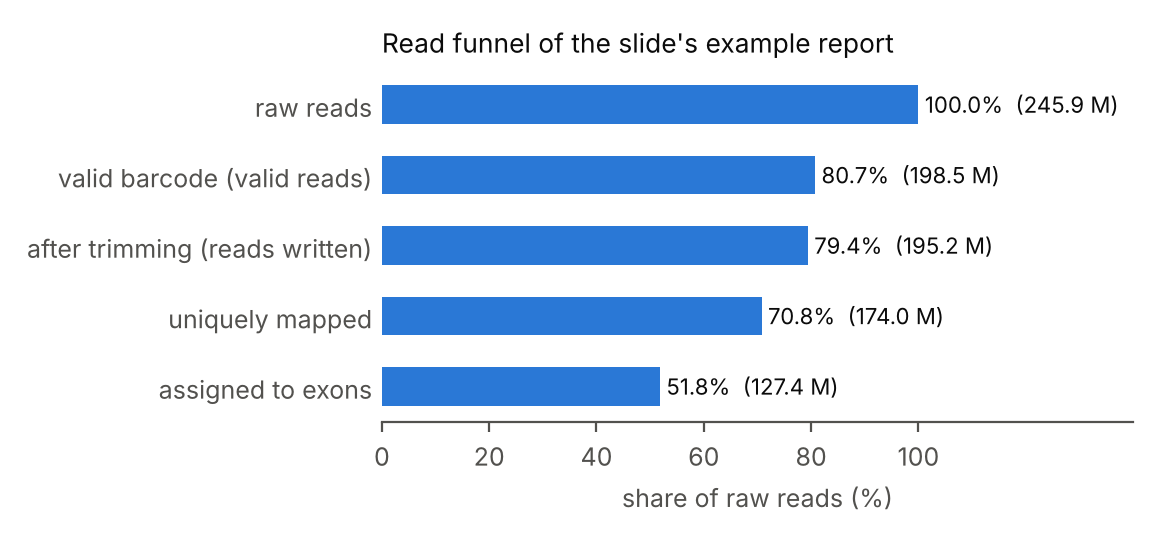 Read funnel of the slide's example report
raw reads 100.0% (245.9 M)
valid barcode (valid reads) 80.7% (198.5 M)
after trimming (reads written) 79.4% (195.2 M)
uniquely mapped 70.8% (174.0 M)
assigned to exons 51.8% (127.4 M)
0 20 40 60 80 100
share of raw reads (%)